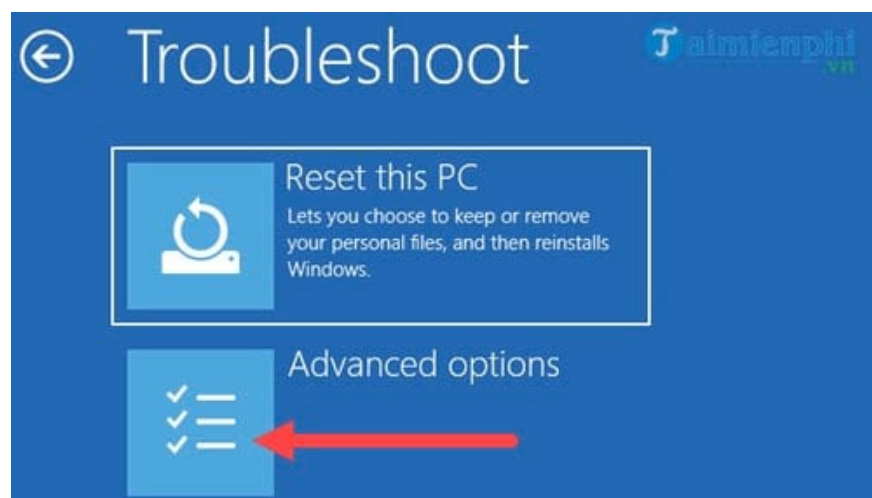 Troubleshoot
Taimienphi
.vn
Reset this PC
Lets you choose to keep or remove
your personal files, and then reinstalls
Windows.
Advanced options